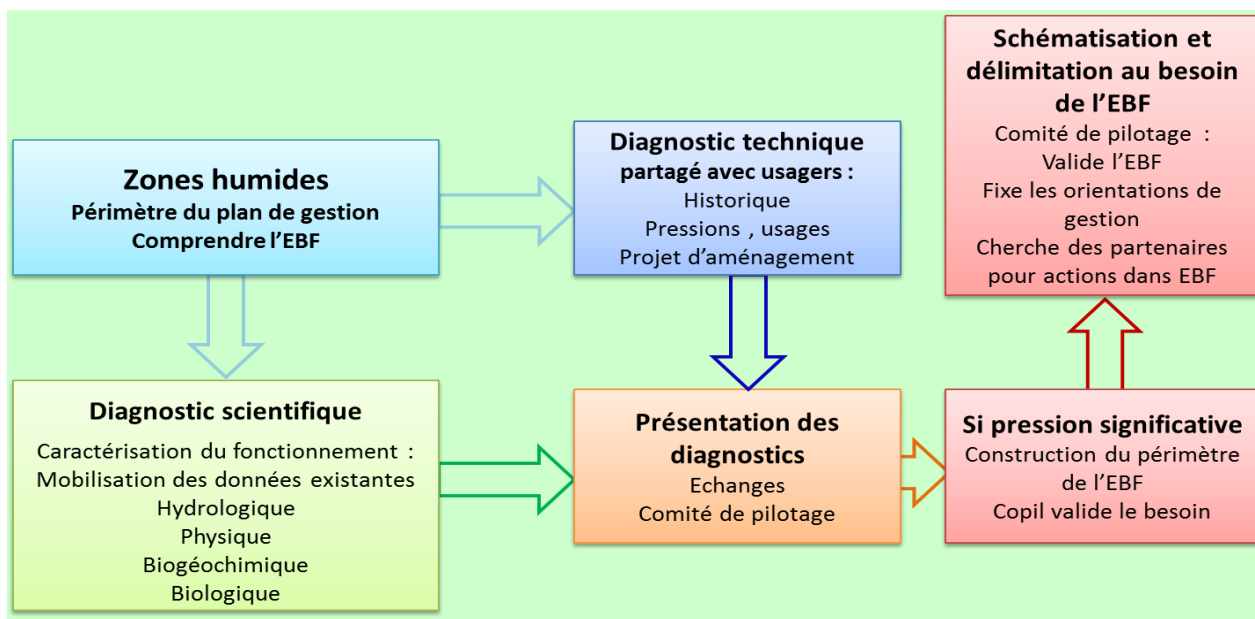 Zones humides
Périmètre du plan de gestion
Comprendre l'EBF
Diagnostic technique
partagé avec usagers :
Historique
Pressions , usages
Projet d'aménagement
Schématisation et
délimitation au besoin
de l'EBF
Comité de pilotage :
Valide l'EBF
Fixe les orientations de
gestion
Cherche des partenaires
pour actions dans EBF
Diagnostic scientifique
Caractérisation du fonctionnement :
Mobilisation des données existantes
Hydrologique
Physique
Biogéochimique
Biologique
Présentation des
diagnostics
Echanges
Comité de pilotage
Si pression significative
Construction du périmètre
de l'EBF
Copil valide le besoin